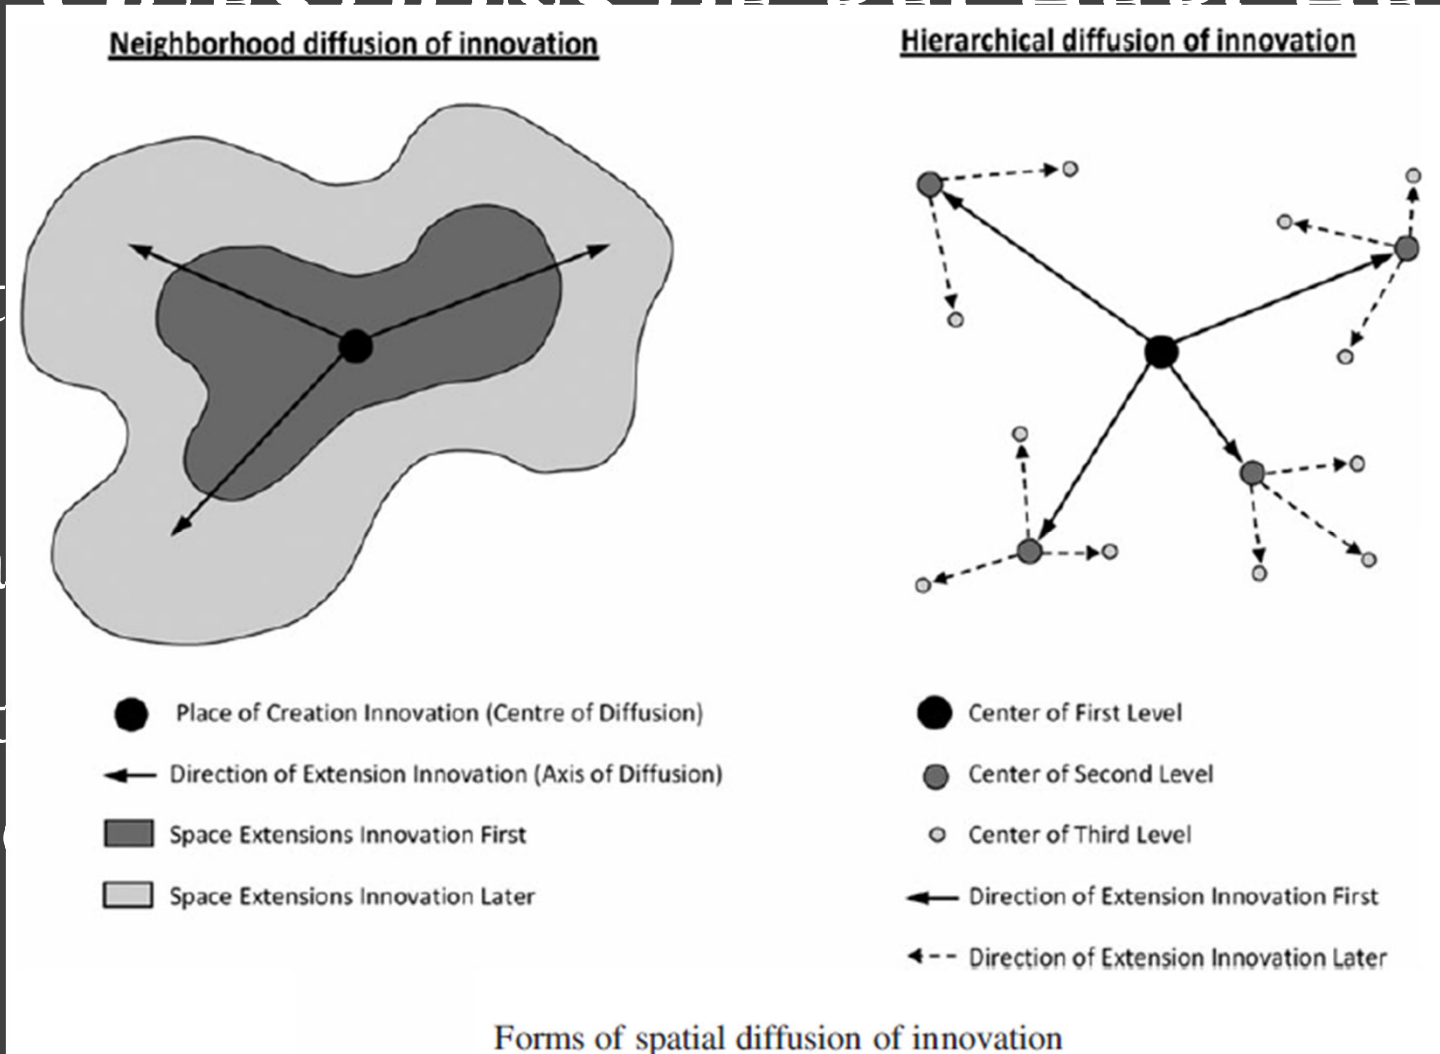 Neighborhood diffusion of innovation
Hierarchical diffusion of innovation
Place of Creation Innovation (Centre of Diffusion)
Direction of Extension Innovation (Axis of Diffusion)
Space Extensions Innovation First
Space Extensions Innovation Later
Center of First Level
Center of Second Level
Center of Third Level
Direction of Extension Innovation First
Direction of Extension Innovation Later
Forms of spatial diffusion of innovation